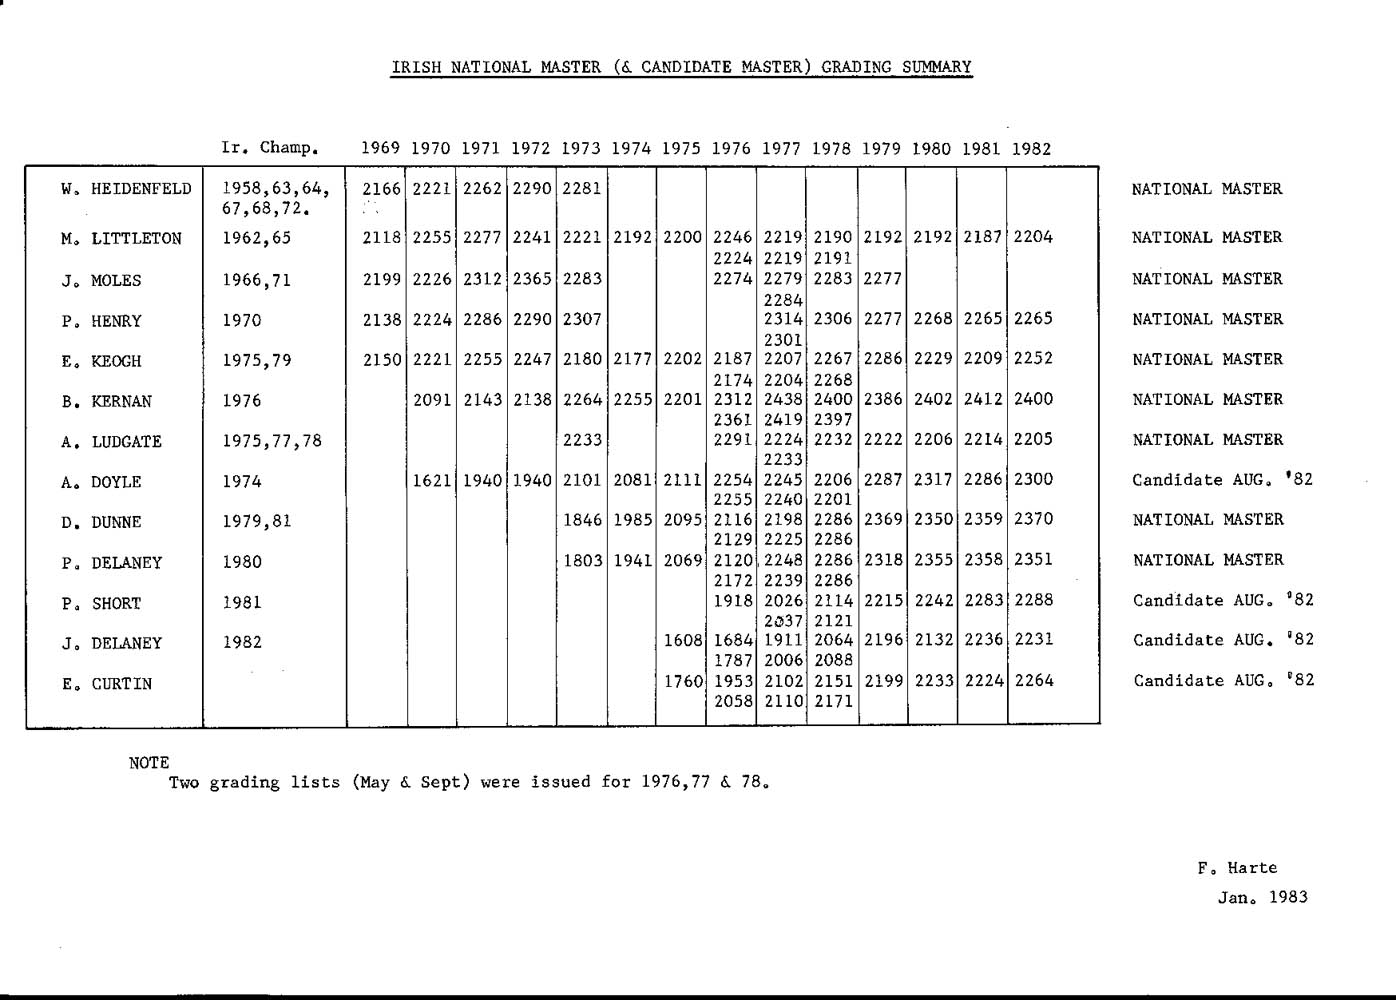 IRISH NATIONAL MASTER (& CANDIDATE MASTER) GRADING SUMMARY
Ir. Champ. 1969 1970 1971 1972 1973 1974 1975 1976 1977 1978 1979 1980 1981 1982
W. HEIDENFELD 1958,63,64, 2166 2221 2262 2290 2281 NATIONAL MASTER
67,68,72.
M. LITTLETON 1962,65 2118 2255 2277 2241 2221 2192 2200 2246 2219 2190 2192 2192 2187 2204 NATIONAL MASTER
2224 2219 2191
J. MOLES 1966,71 2199 2226 2312 2365 2283 2274 2279 2283 2277 NATIONAL MASTER
2284
P. HENRY 1970 2138 2224 2286 2290 2307 2314 2306 2277 2268 2265 2265 NATIONAL MASTER
2301
E. KEOGH 1975,79 2150 2221 2255 2247 2180 2177 2202 2187 2207 2267 2286 2229 2209 2252 NATIONAL MASTER
2174 2204 2268
B. KERNAN 1976 2091 2143 2138 2264 2255 2201 2312 2438 2400 2386 2402 2412 2400 NATIONAL MASTER
2361 2419 2397
A. LUDGATE 1975,77,78 2233 2291 2224 2232 2222 2206 2214 2205 NATIONAL MASTER
2233
A. DOYLE 1974 1621 1940 1940 2101 2081 2111 2254 2245 2206 2287 2317 2286 2300 Candidate AUG. '82
2255 2240 2201
D. DUNNE 1979,81 1846 1985 2095 2116 2198 2286 2369 2350 2359 2370 NATIONAL MASTER
2129 2225 2286
P. DELANEY 1980 1803 1941 2069 2120 2248 2286 2318 2355 2358 2351 NATIONAL MASTER
2172 2239 2286
P. SHORT 1981 1918 2026 2114 2215 2242 2283 2288 Candidate AUG. '82
2037 2121
J. DELANEY 1982 1608 1684 1911 2064 2196 2132 2236 2231 Candidate AUG. '82
1787 2006 2088
E. CURTIN 1760 1953 2102 2151 2199 2233 2224 2264 Candidate AUG. '82
2058 2110 2171
NOTE
Two grading lists (May & Sept) were issued for 1976,77 & 78.
F. Harte
Jan. 1983